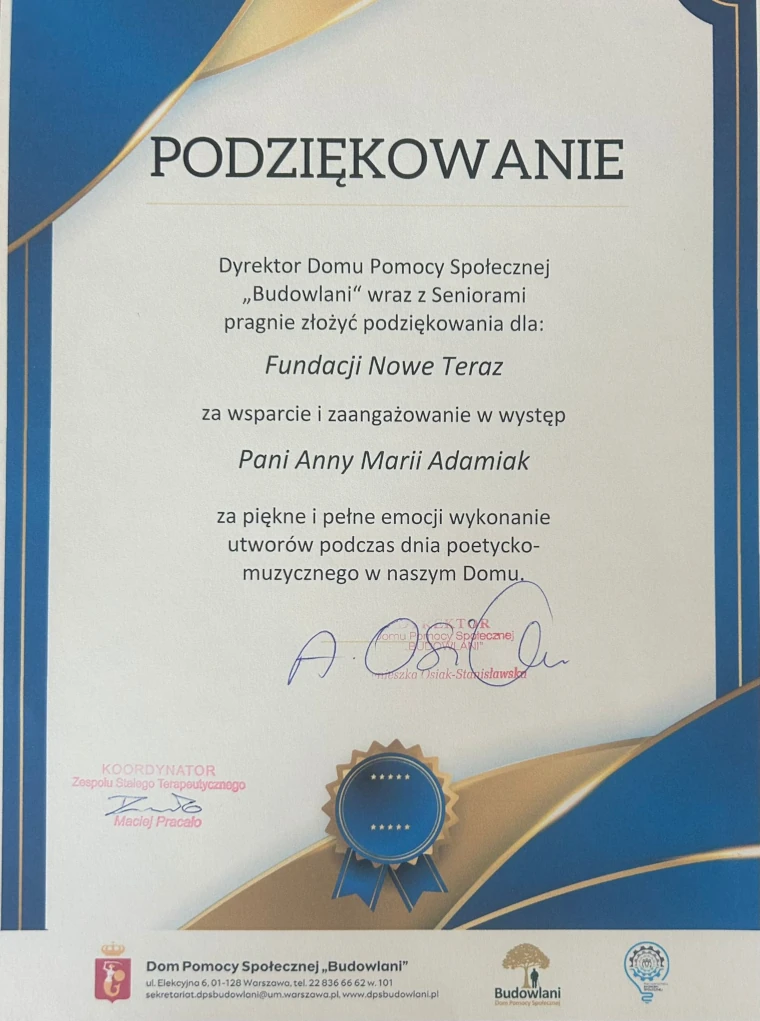 PODZIĘKOWANIE
Dyrektor Domu Pomocy Społecznej
„Budowlani“ wraz z Seniorami
pragnie złożyć podziękowania dla:
Fundacji Nowe Teraz
za wsparcie i zaangażowanie w występ
Pani Anny Marii Adamiak
za piękne i pełne emocji wykonanie
utworów podczas dnia poetycko-
muzycznego w naszym Domu.
DYREKTOR
Domu Pomocy Społecznej
"BUDOWLANI"
Osiak-Stanisławska
KOORDYNATOR
Zespołu Stałego Terapeutycznego
Maciej Pracało
Dom Pomocy Społecznej „Budowlani”
ul. Elekcyjna 6, 01-128 Warszawa, tel. 22 836 66 62 w. 101
sekretariat.dpsbudowlani@um.warszawa.pl, www.dpsbudowlani.pl
Budowlani
Dom Pomocy Społecznej